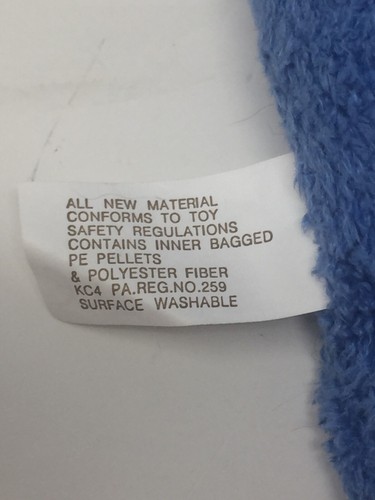 ALL NEW MATERIAL
CONFORMS TO TOY
SAFETY REGULATIONS
CONTAINS INNER BAGGED
PE PELLETS
& POLYESTER FIBER
KC4 PA.REG.NO.259
SURFACE WASHABLE